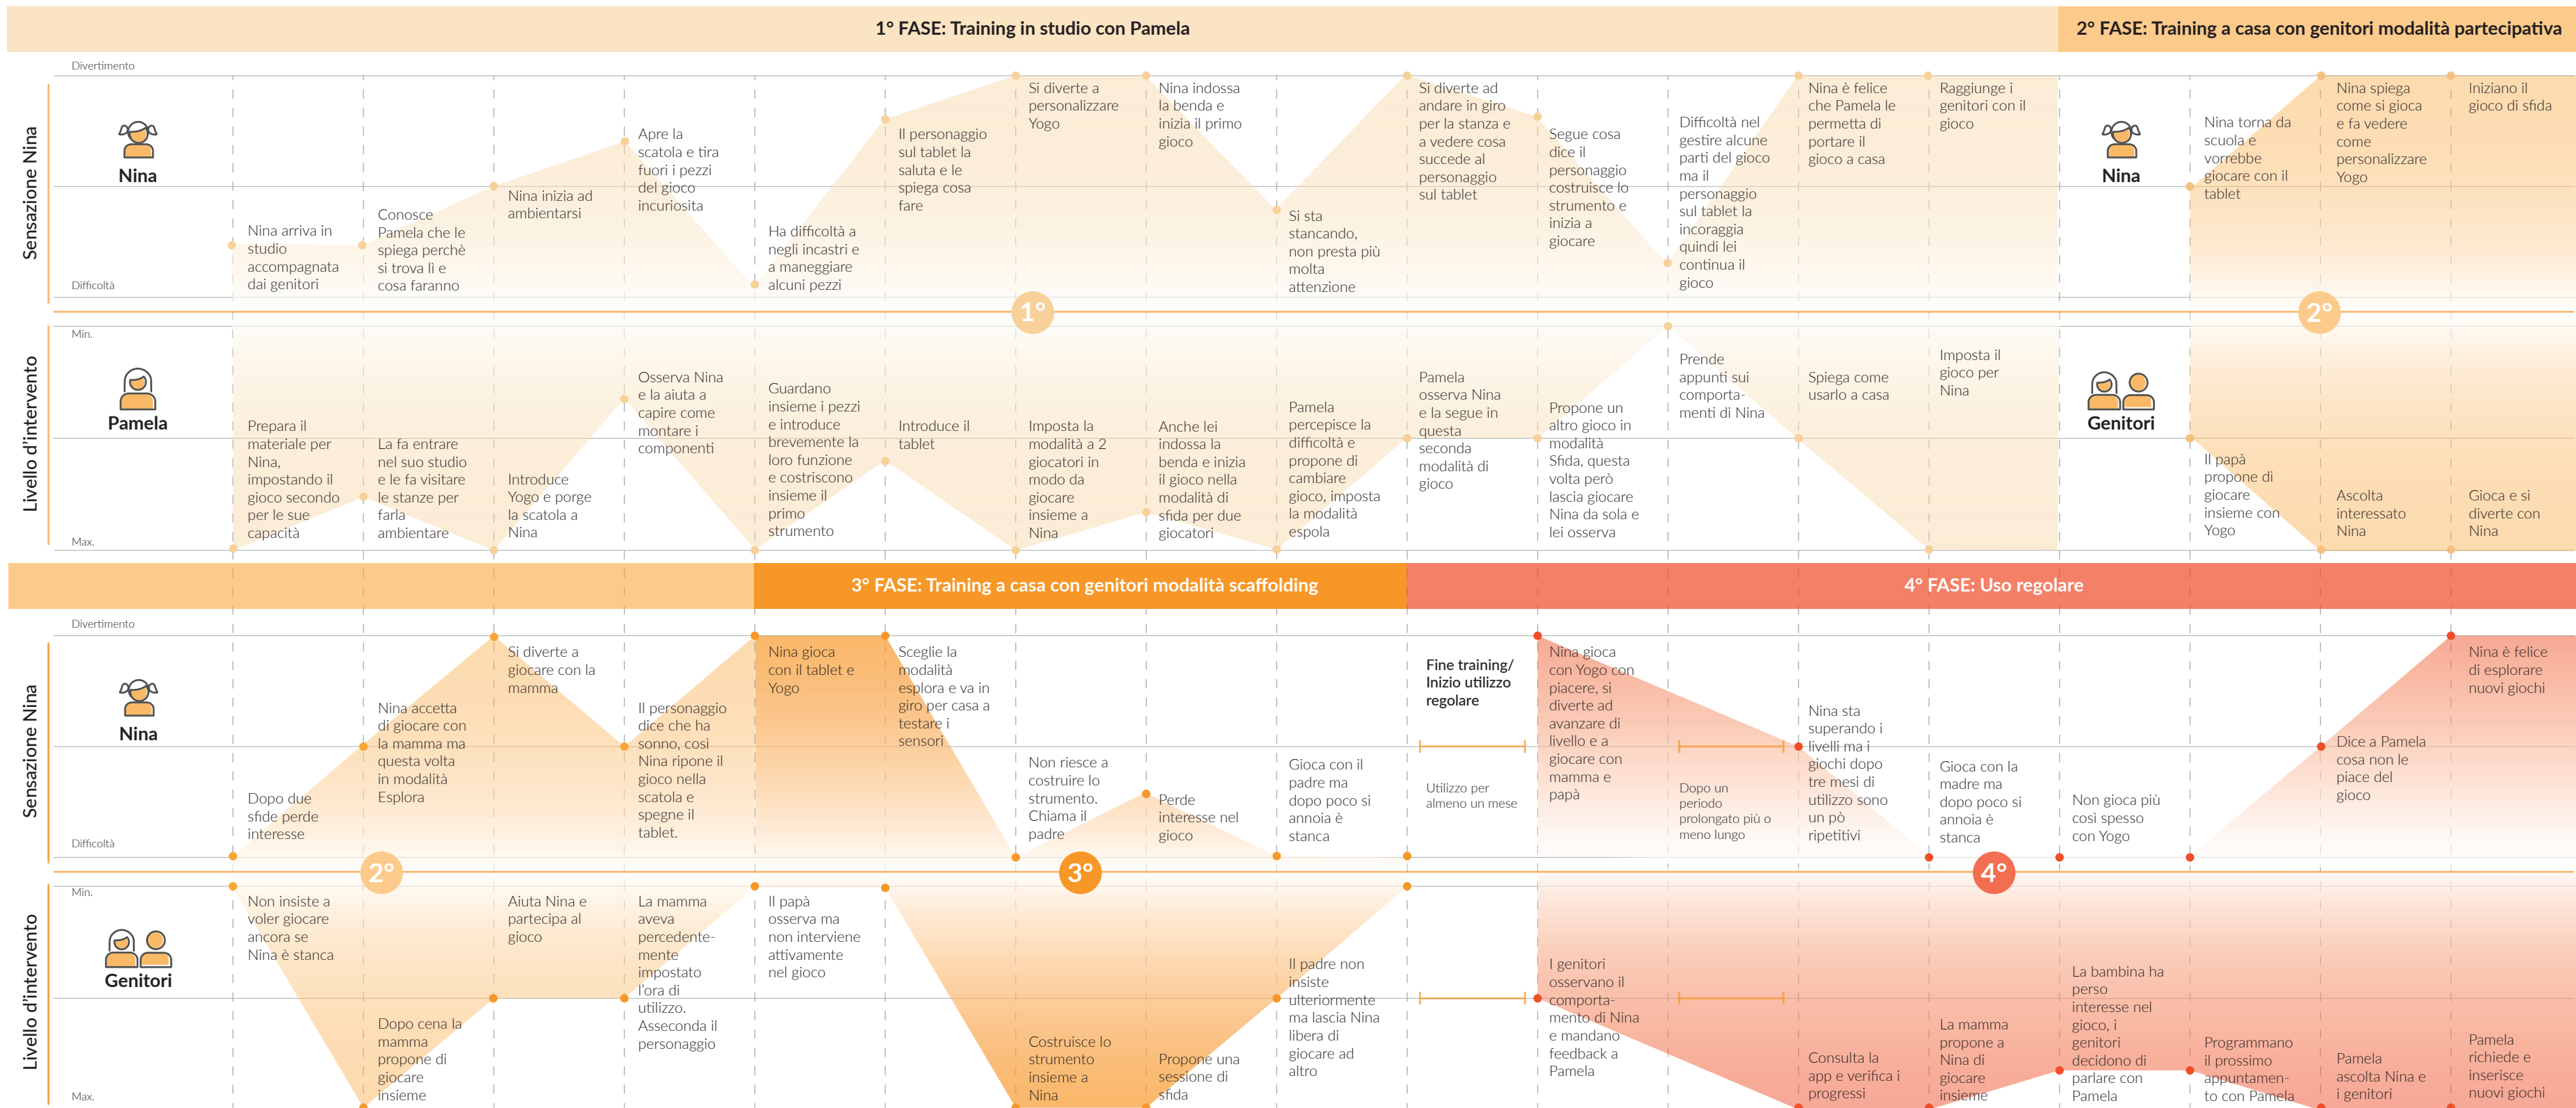 1° FASE: Training in studio con Pamela
2° FASE: Training a casa con genitori modalità partecipativa
Divertimento
Sensazione Nina
Nina
Difficoltà
Nina arriva in
studio
accompagnata
dai genitori
Conosce
Pamela che le
spiega perchè
si trova lì e
cosa faranno
Nina inizia ad
ambientarsi
Apre la
scatola e tira
fuori i pezzi
del gioco
incuriosita
Ha difficoltà a
negli incastri e
a maneggiare
alcuni pezzi
Il personaggio
sul tablet la
saluta e le
spiega cosa
fare
Si diverte a
personalizzare
Yogo
Nina indossa
la benda e
inizia il primo
gioco
Si sta
stancando,
non presta più
molta
attenzione
Si diverte ad
andare in giro
per la stanza e
a vedere cosa
succede al
personaggio
sul tablet
Segue cosa
dice il
personaggio
costruisce lo
strumento e
inizia a
giocare
Difficoltà nel
gestire alcune
parti del gioco
ma il
personaggio
sul tablet la
incoraggia
quindi lei
continua il
gioco
Nina è felice
che Pamela le
permetta di
portare il
gioco a casa
Raggiunge i
genitori con il
gioco
Nina
Nina torna da
scuola e
vorrebbe
giocare con il
tablet
Nina spiega
come si gioca
e fa vedere
come
personalizzare
Yogo
Iniziano il
gioco di sfida
1°
2°
Min.
Livello d'intervento
Pamela
Max.
Prepara il
materiale per
Nina,
impostando il
gioco secondo
per le sue
capacità
La fa entrare
nel suo studio
e le fa visitare
le stanze per
farla
ambientare
Introduce
Yogo e porge
la scatola a
Nina
Osserva Nina
e la aiuta a
capire come
montare i
componenti
Guardano
insieme i pezzi
e introduce
brevemente la
loro funzione
e costriscono
insieme il
primo
strumento
Introduce il
tablet
Imposta la
modalità a 2
giocatori in
modo da
giocare
insieme a
Nina
Anche lei
indossa la
benda e inizia
il gioco nella
modalità di
sfida per due
giocatori
Pamela
percepisce la
difficoltà e
propone di
cambiare
gioco, imposta
la modalità
espola
Pamela
osserva Nina
e la segue in
questa
seconda
modalità di
gioco
Propone un
altro gioco in
modalità
Sfida, questa
volta però
lascia giocare
Nina da sola e
lei osserva
Prende
appunti sui
comporta-
menti di Nina
Spiega come
usarlo a casa
Imposta il
gioco per
Nina
Genitori
Il papà
propone di
giocare
insieme con
Yogo
Ascolta
interessato
Nina
Gioca e si
diverte con
Nina
3° FASE: Training a casa con genitori modalità scaffolding
4° FASE: Uso regolare
Divertimento
Sensazione Nina
Nina
Difficoltà
Dopo due
sfide perde
interesse
Nina accetta
di giocare con
la mamma ma
questa volta
in modalità
Esplora
Si diverte a
giocare con la
mamma
Il personaggio
dice che ha
sonno, così
Nina ripone il
gioco nella
scatola e
spegne il
tablet.
Nina gioca
con il tablet e
Yogo
Sceglie la
modalità
esplora e va in
giro per casa a
testare i
sensori
Non riesce a
costruire lo
strumento.
Chiama il
padre
Perde
interesse nel
gioco
Gioca con il
padre ma
dopo poco si
annoia è
stanca
Fine training/
Inizio utilizzo
regolare
Utilizzo per
almeno un mese
Nina gioca
con Yogo con
piacere, si
diverte ad
avanzare di
livello e a
giocare con
mamma e
papà
Dopo un
periodo
prolongato più o
meno lungo
Nina sta
superando i
livelli ma i
giochi dopo
tre mesi di
utilizzo sono
un pò
ripetitivi
Gioca con la
madre ma
dopo poco si
annoia è
stanca
Non gioca più
così spesso
con Yogo
Dice a Pamela
cosa non le
piace del
gioco
Nina è felice
di esplorare
nuovi giochi
2°
3°
4°
Min.
Livello d'intervento
Genitori
Max.
Non insiste a
voler giocare
ancora se
Nina è stanca
Dopo cena la
mamma
propone di
giocare
insieme
Aiuta Nina e
partecipa al
gioco
La mamma
aveva
percedente-
mente
impostato
l'ora di
utilizzo.
Asseconda il
personaggio
Il papà
osserva ma
non interviene
attivamente
nel gioco
Costruisce lo
strumento
insieme a
Nina
Propone una
sessione di
sfida
Il padre non
insiste
ulteriormente
ma lascia Nina
libera di
giocare ad
altro
I genitori
osservano il
comporta-
mento di Nina
e mandano
feedback a
Pamela
Consulta la
app e verifica i
progressi
La mamma
propone a
Nina di
giocare
insieme
La bambina ha
perso
interesse nel
gioco, i
genitori
decidono di
parlare con
Pamela
Programmano
il prossimo
appuntamen-
to con Pamela
Pamela
ascolta Nina e
i genitori
Pamela
richiede e
inserisce
nuovi giochi